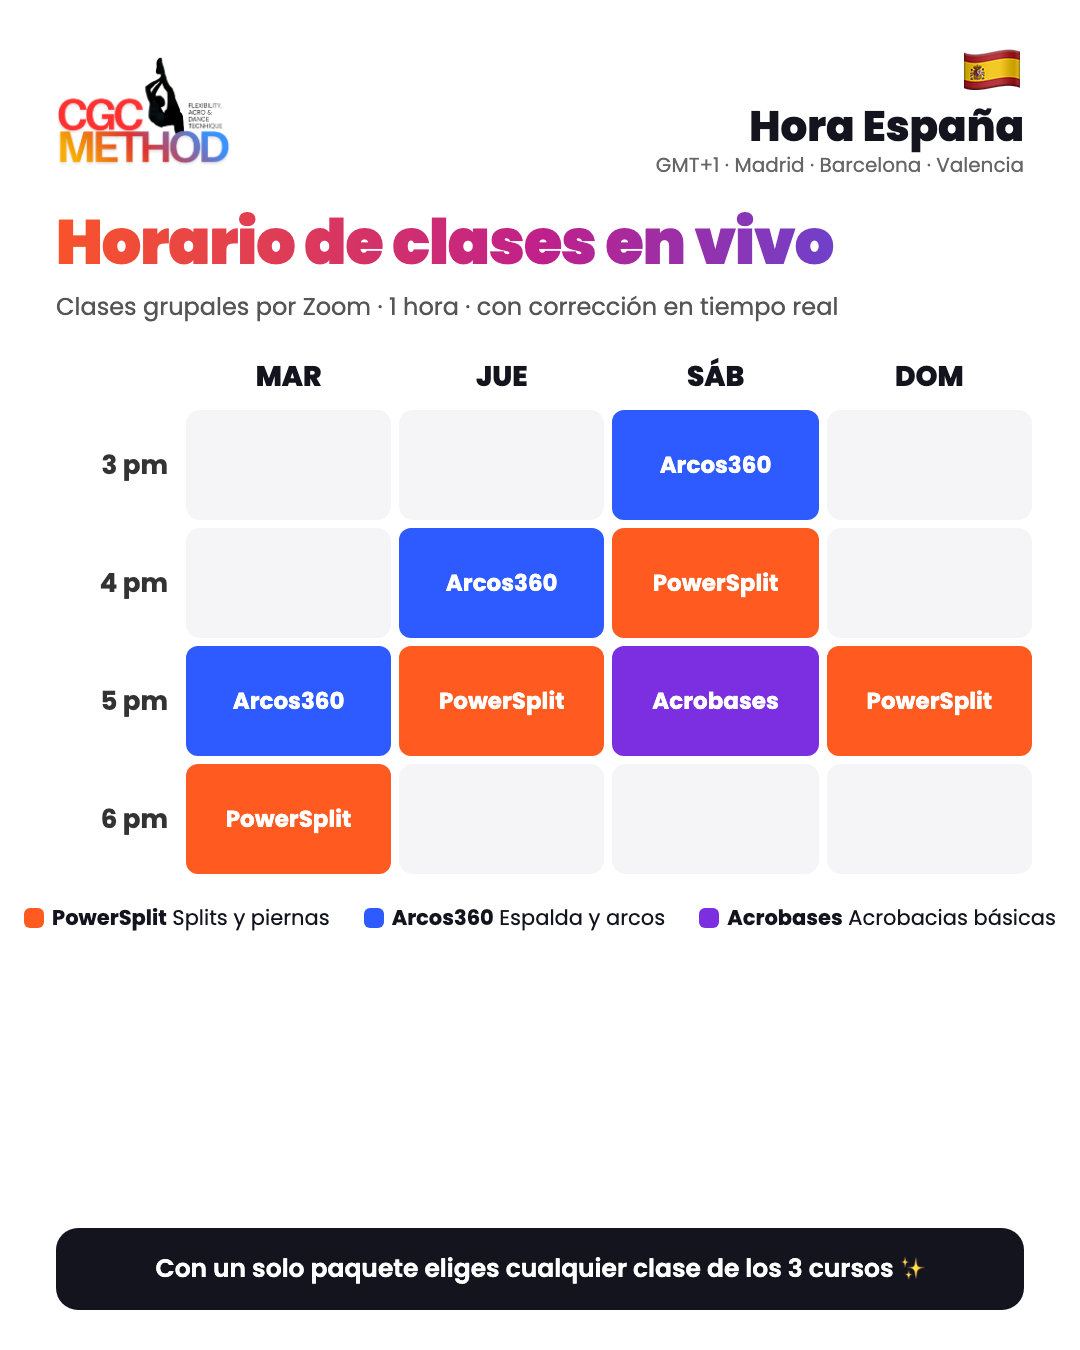 CGC
METHOD
FLEXIBILITY,
ACRO &
DANCE
TECNHIQUE
Hora España
GMT+1 · Madrid · Barcelona · Valencia
Horario de clases en vivo
Clases grupales por Zoom · 1 hora · con corrección en tiempo real
MAR JUE SÁB DOM
3 pm Arcos360
4 pm Arcos360 PowerSplit
5 pm Arcos360 PowerSplit Acrobases PowerSplit
6 pm PowerSplit
PowerSplit Splits y piernas Arcos360 Espalda y arcos Acrobases Acrobacias básicas
Con un solo paquete eliges cualquier clase de los 3 cursos ✨